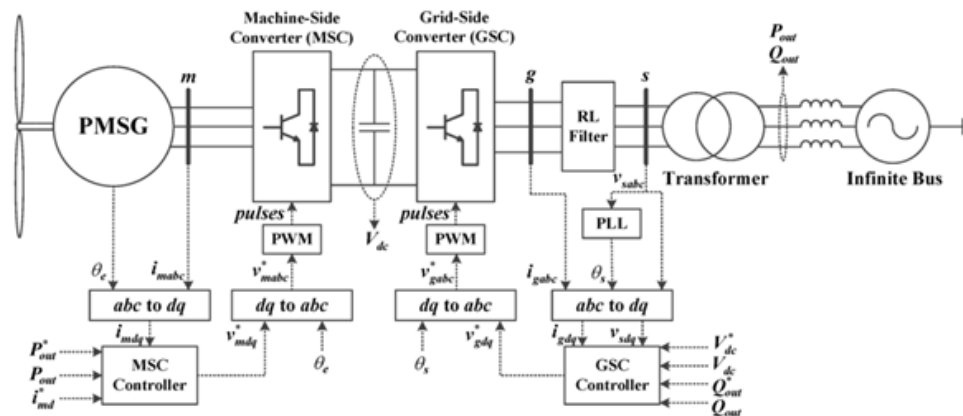 Machine-Side
Converter (MSC)
Grid-Side
Converter (GSC)
P_out
Q_out
m
g
s
PMSG
RL
Filter
v_sabc
Transformer
Infinite Bus
pulses
pulses
PLL
PWM
V_dc
PWM
θ_e
i_mabc
v*_mabc
v*_gabc
i_gabc
θ_s
abc to dq
dq to abc
dq to abc
abc to dq
i_mdq
v*_mdq
v*_gdq
i_gdq
v_sdq
P*_out
P_out
i*_md
MSC
Controller
θ_e
θ_s
GSC
Controller
V*_dc
V_dc
Q*_out
Q_out